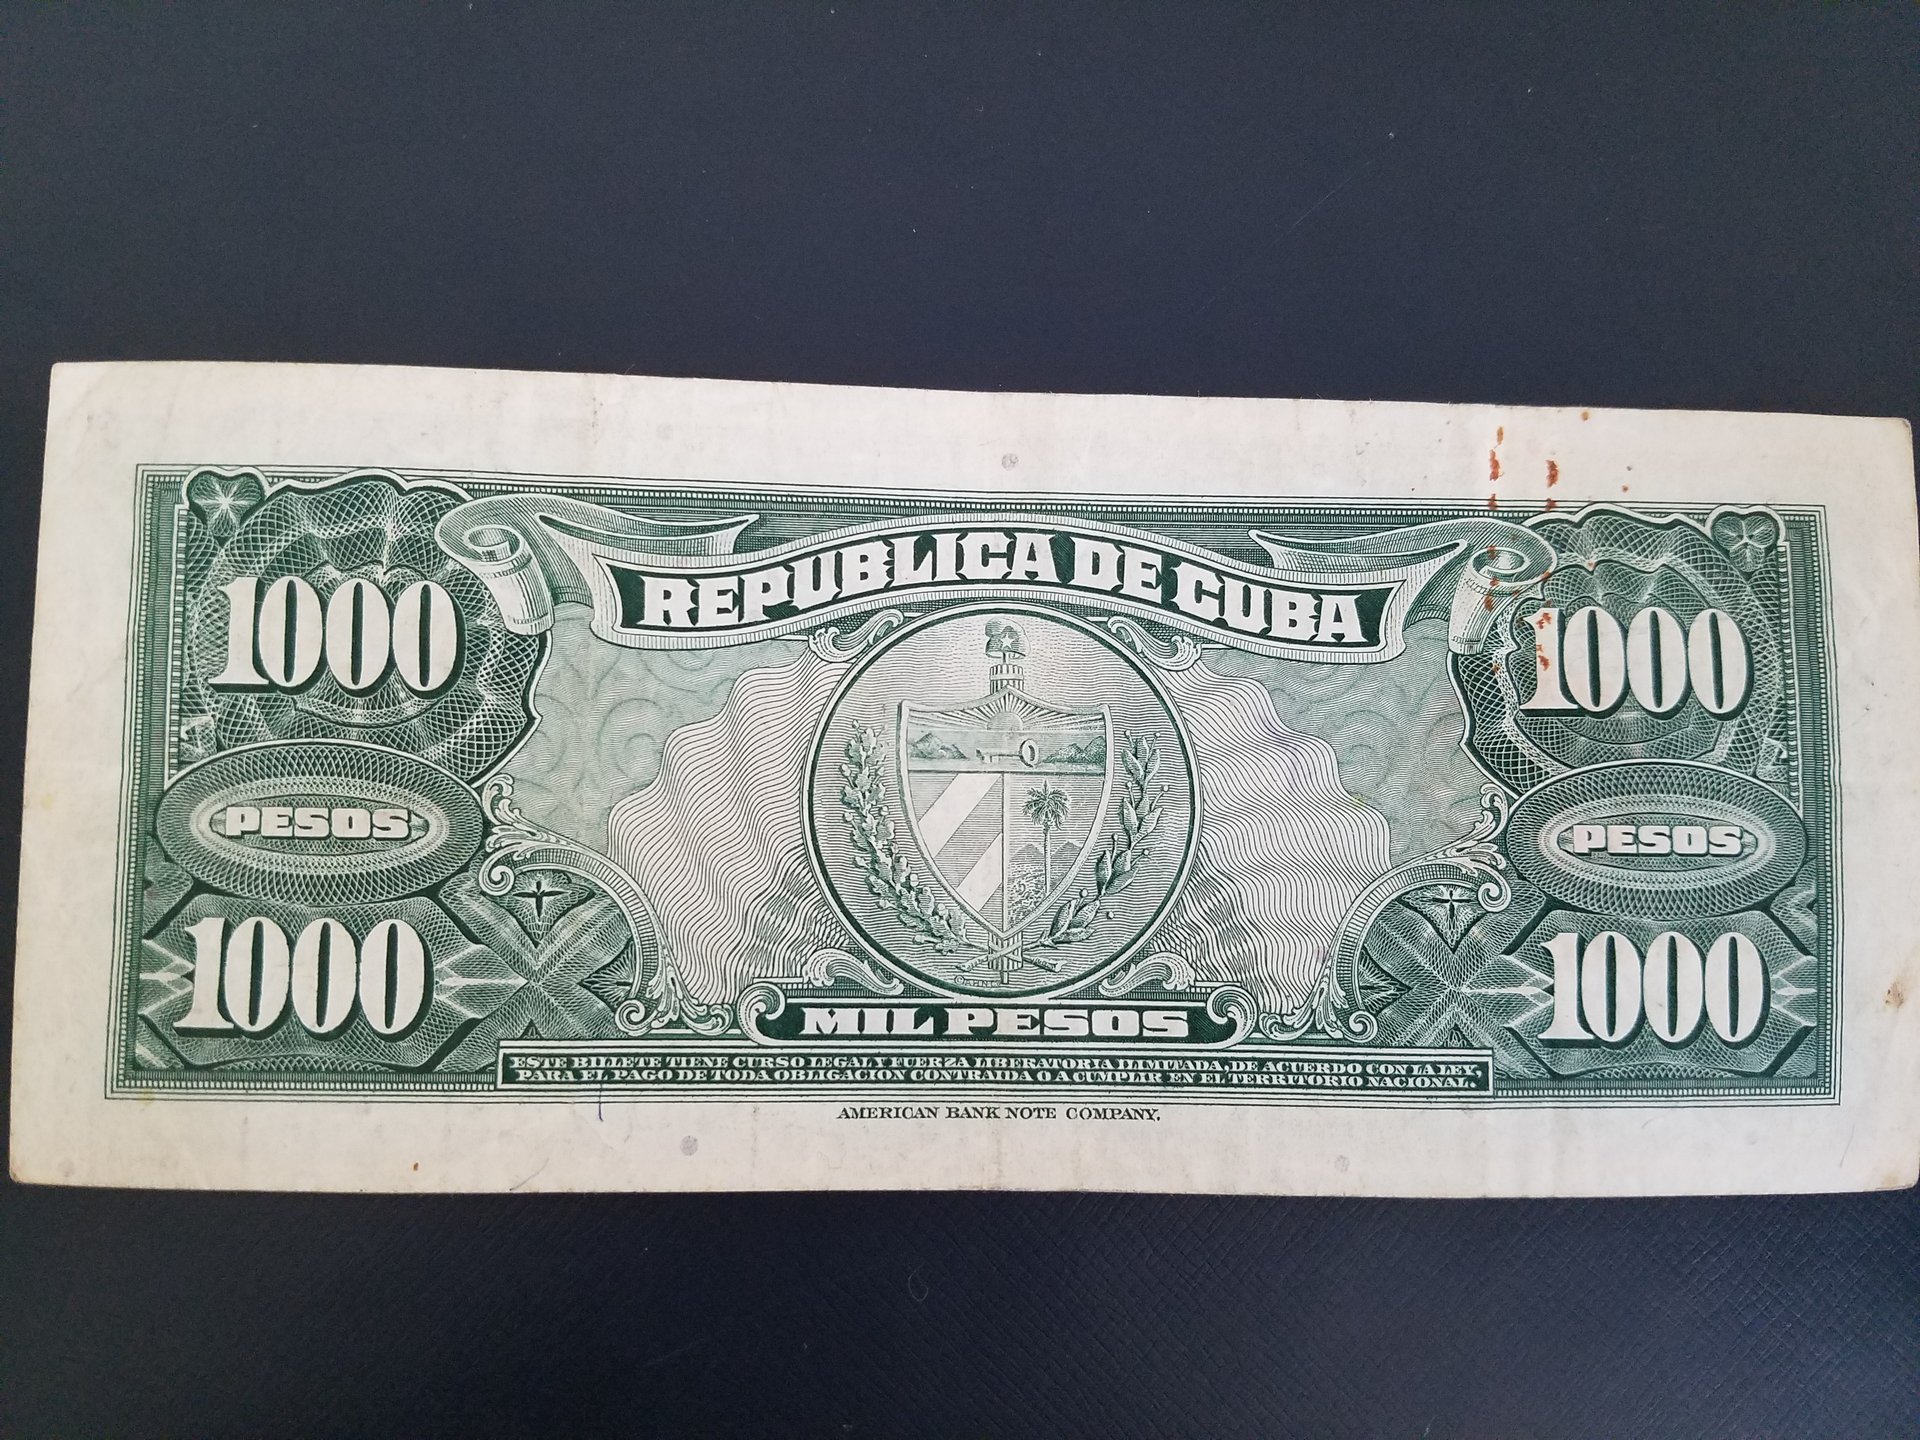 REPUBLICA DE CUBA
1000
1000
PESOS
PESOS
1000
1000
MIL PESOS
ESTE BILLETE TIENE CURSO LEGAL Y FUERZA LIBERATORIA ILIMITADA, DE ACUERDO CON LA LEY,
PARA EL PAGO DE TODA OBLIGACION CONTRAIDA O A CUMPLIR EN EL TERRITORIO NACIONAL.
AMERICAN BANK NOTE COMPANY.